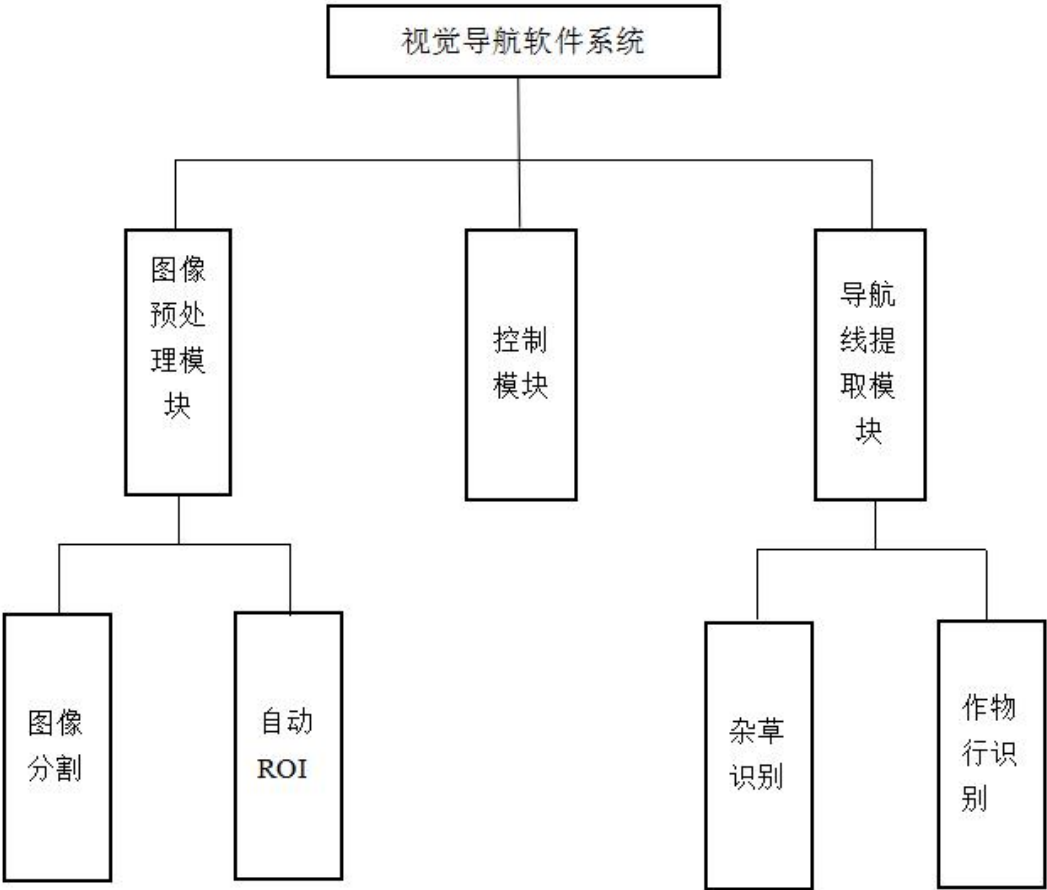 视觉导航软件系统
图像
预处
理模
块
控制
模块
导航
线提
取模
块
图像
分割
自动
ROI
杂草
识别
作物
行识
别